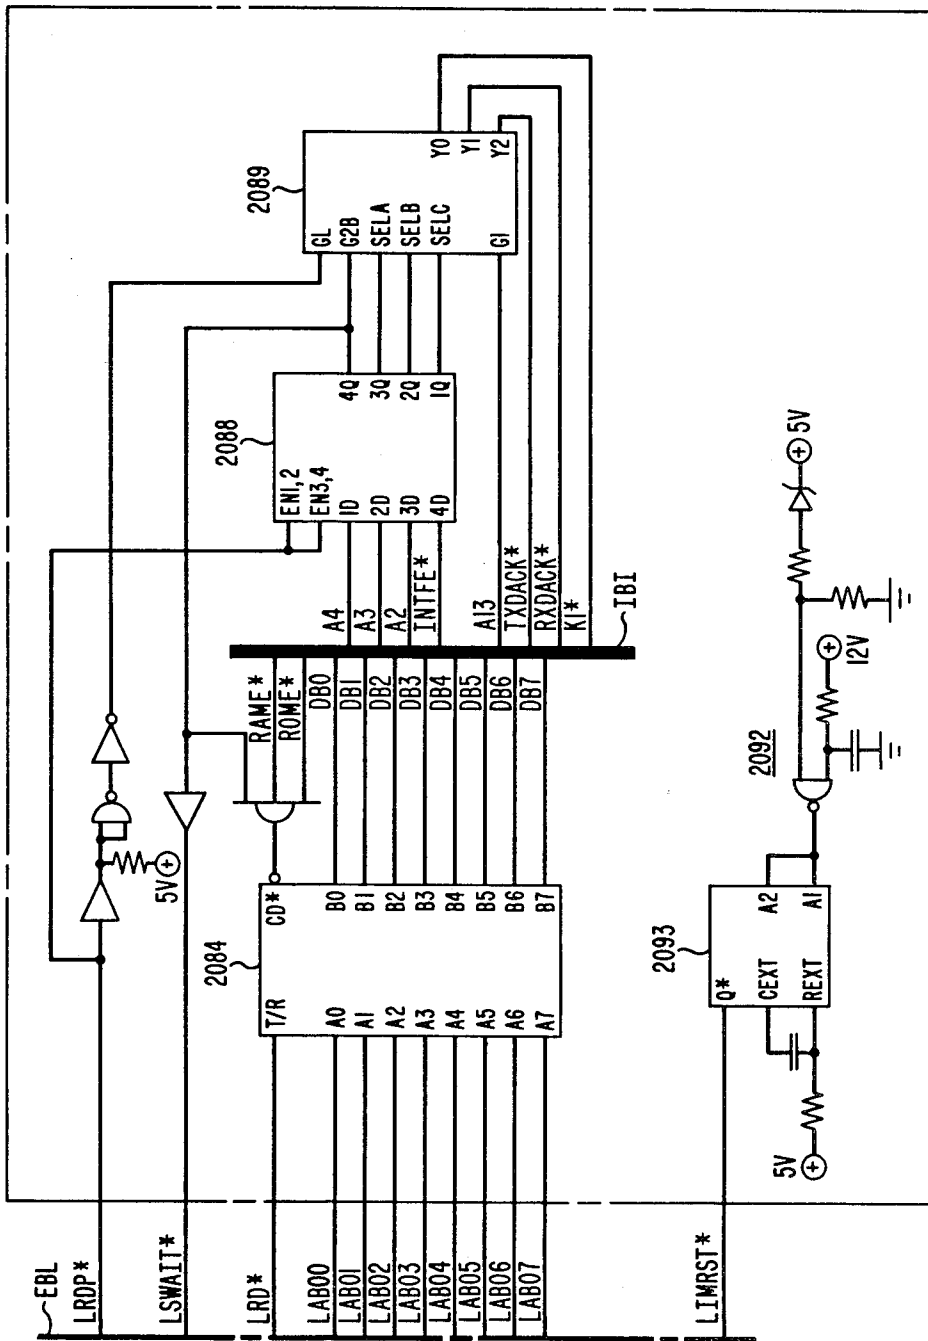 EBL
LRDP*
LSWAIT*
LRD*
LAB00
LAB01
LAB02
LAB03
LAB04
LAB05
LAB06
LAB07
LIMRST*
5V
2084
T/R
CD*
A0
A1
A2
A3
A4
A5
A6
A7
B0
B1
B2
B3
B4
B5
B6
B7
RAME*
ROME*
DB0
DB1
DB2
DB3
DB4
DB5
DB6
DB7
IBI
A4
A3
A2
INTFE*
A13
TXDACK*
RXDACK*
KI*
2088
EN1,2
EN3,4
1D
2D
3D
4D
4Q
3Q
2Q
1Q
2089
GL
G2B
SELA
SELB
SELC
G1
Y0
Y1
Y2
2093
Q*
CEXT
REXT
A2
A1
5V
2092
12V
5V